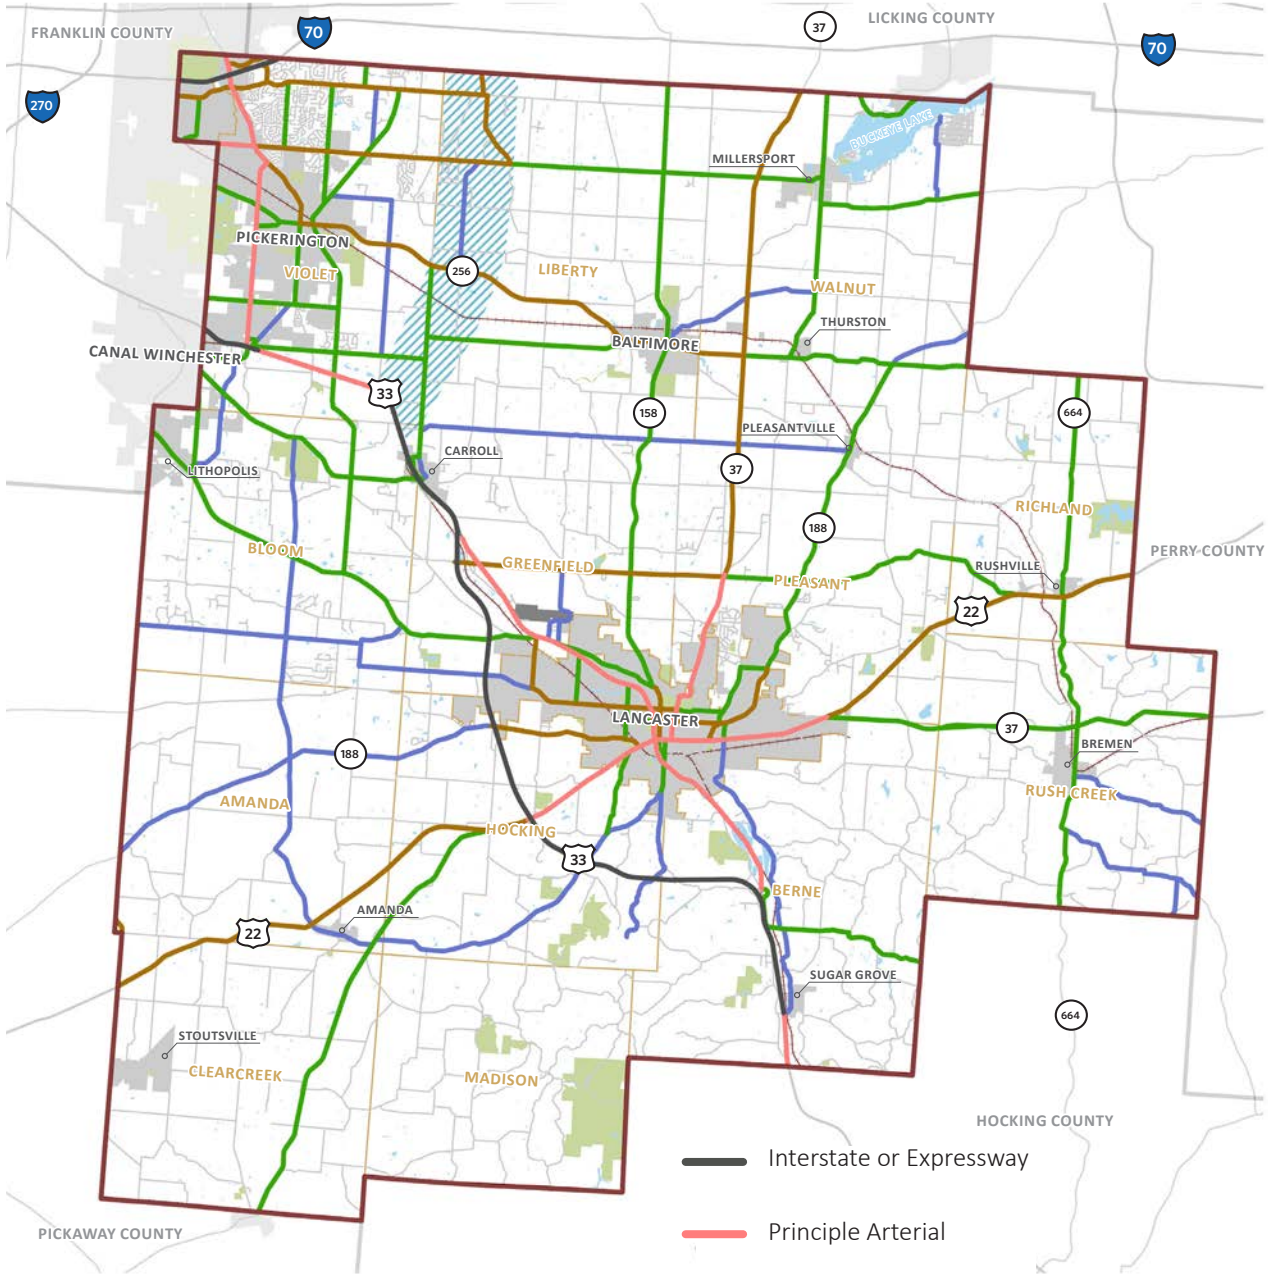 LICKING COUNTY
37
FRANKLIN COUNTY
70
70
270
BUCKEYE LAKE
MILLERSPORT
PICKERINGTON
VIOLET
256
LIBERTY
WALNUT
THURSTON
BALTIMORE
CANAL WINCHESTER
33
158
664
PLEASANTVILLE
CARROLL
37
LITHOPOLIS
RICHLAND
188
BLOOM
PERRY COUNTY
GREENFIELD
RUSHVILLE
PLEASANT
22
LANCASTER
37
BREMEN
188
RUSH CREEK
AMANDA
HOCKING
33
BERNE
AMANDA
22
SUGAR GROVE
664
STOUTSVILLE
CLEARCREEK
MADISON
HOCKING COUNTY
Interstate or Expressway
PICKAWAY COUNTY
Principle Arterial